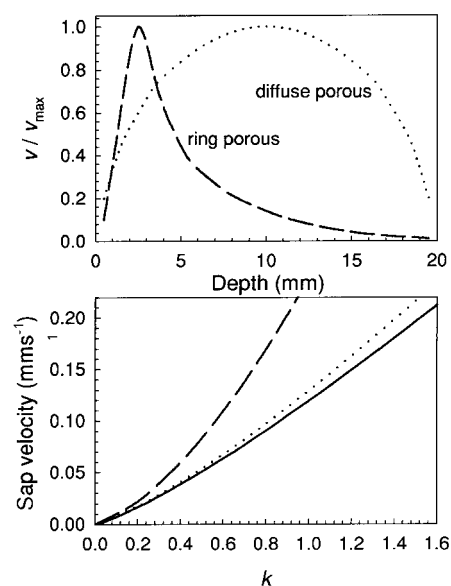 1.0
0.8
0.6
0.4
0.2
0.0
v / vmax
diffuse porous
ring porous
0 5 10 15 20
Depth (mm)
0.20
0.15
0.10
0.05
0.00
Sap velocity (mms-1)
1
0.0 0.2 0.4 0.6 0.8 1.0 1.2 1.4 1.6
k